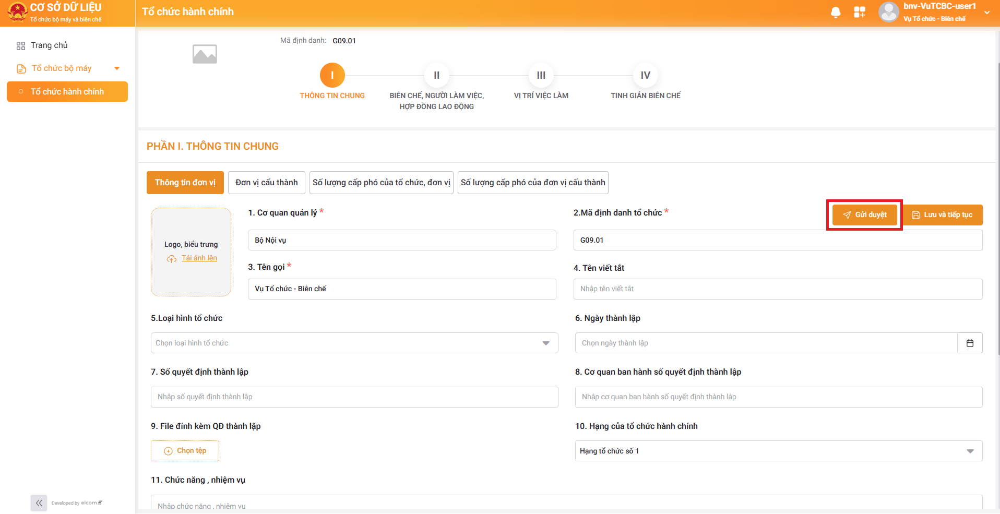 CƠ SỞ DỮ LIỆU
Tổ chức bộ máy và biên chế
Tổ chức hành chính
bnv-VuTCBC-user1
Vụ Tổ chức - Biên chế
Trang chủ
Tổ chức bộ máy
Tổ chức hành chính
Mã định danh: G09.01
I
II
III
IV
THÔNG TIN CHUNG
BIÊN CHẾ, NGƯỜI LÀM VIỆC,
HỢP ĐỒNG LAO ĐỘNG
VỊ TRÍ VIỆC LÀM
TINH GIẢN BIÊN CHẾ
PHẦN I. THÔNG TIN CHUNG
Thông tin đơn vị
Đơn vị cấu thành
Số lượng cấp phó của tổ chức, đơn vị
Số lượng cấp phó của đơn vị cấu thành
Logo, biểu trưng
Tải ảnh lên
1. Cơ quan quản lý *
Bộ Nội vụ
2.Mã định danh tổ chức *
G09.01
Gửi duyệt
Lưu và tiếp tục
3. Tên gọi *
Vụ Tổ chức - Biên chế
4. Tên viết tắt
Nhập tên viết tắt
5.Loại hình tổ chức
Chọn loại hình tổ chức
6. Ngày thành lập
Chọn ngày thành lập
7. Số quyết định thành lập
Nhập số quyết định thành lập
8. Cơ quan ban hành số quyết định thành lập
Nhập cơ quan ban hành số quyết định thành lập
9. File đính kèm QĐ thành lập
Chọn tệp
10. Hạng của tổ chức hành chính
Hạng tổ chức số 1
11. Chức năng , nhiệm vụ
Nhập chức năng , nhiệm vụ
Developed by elcom